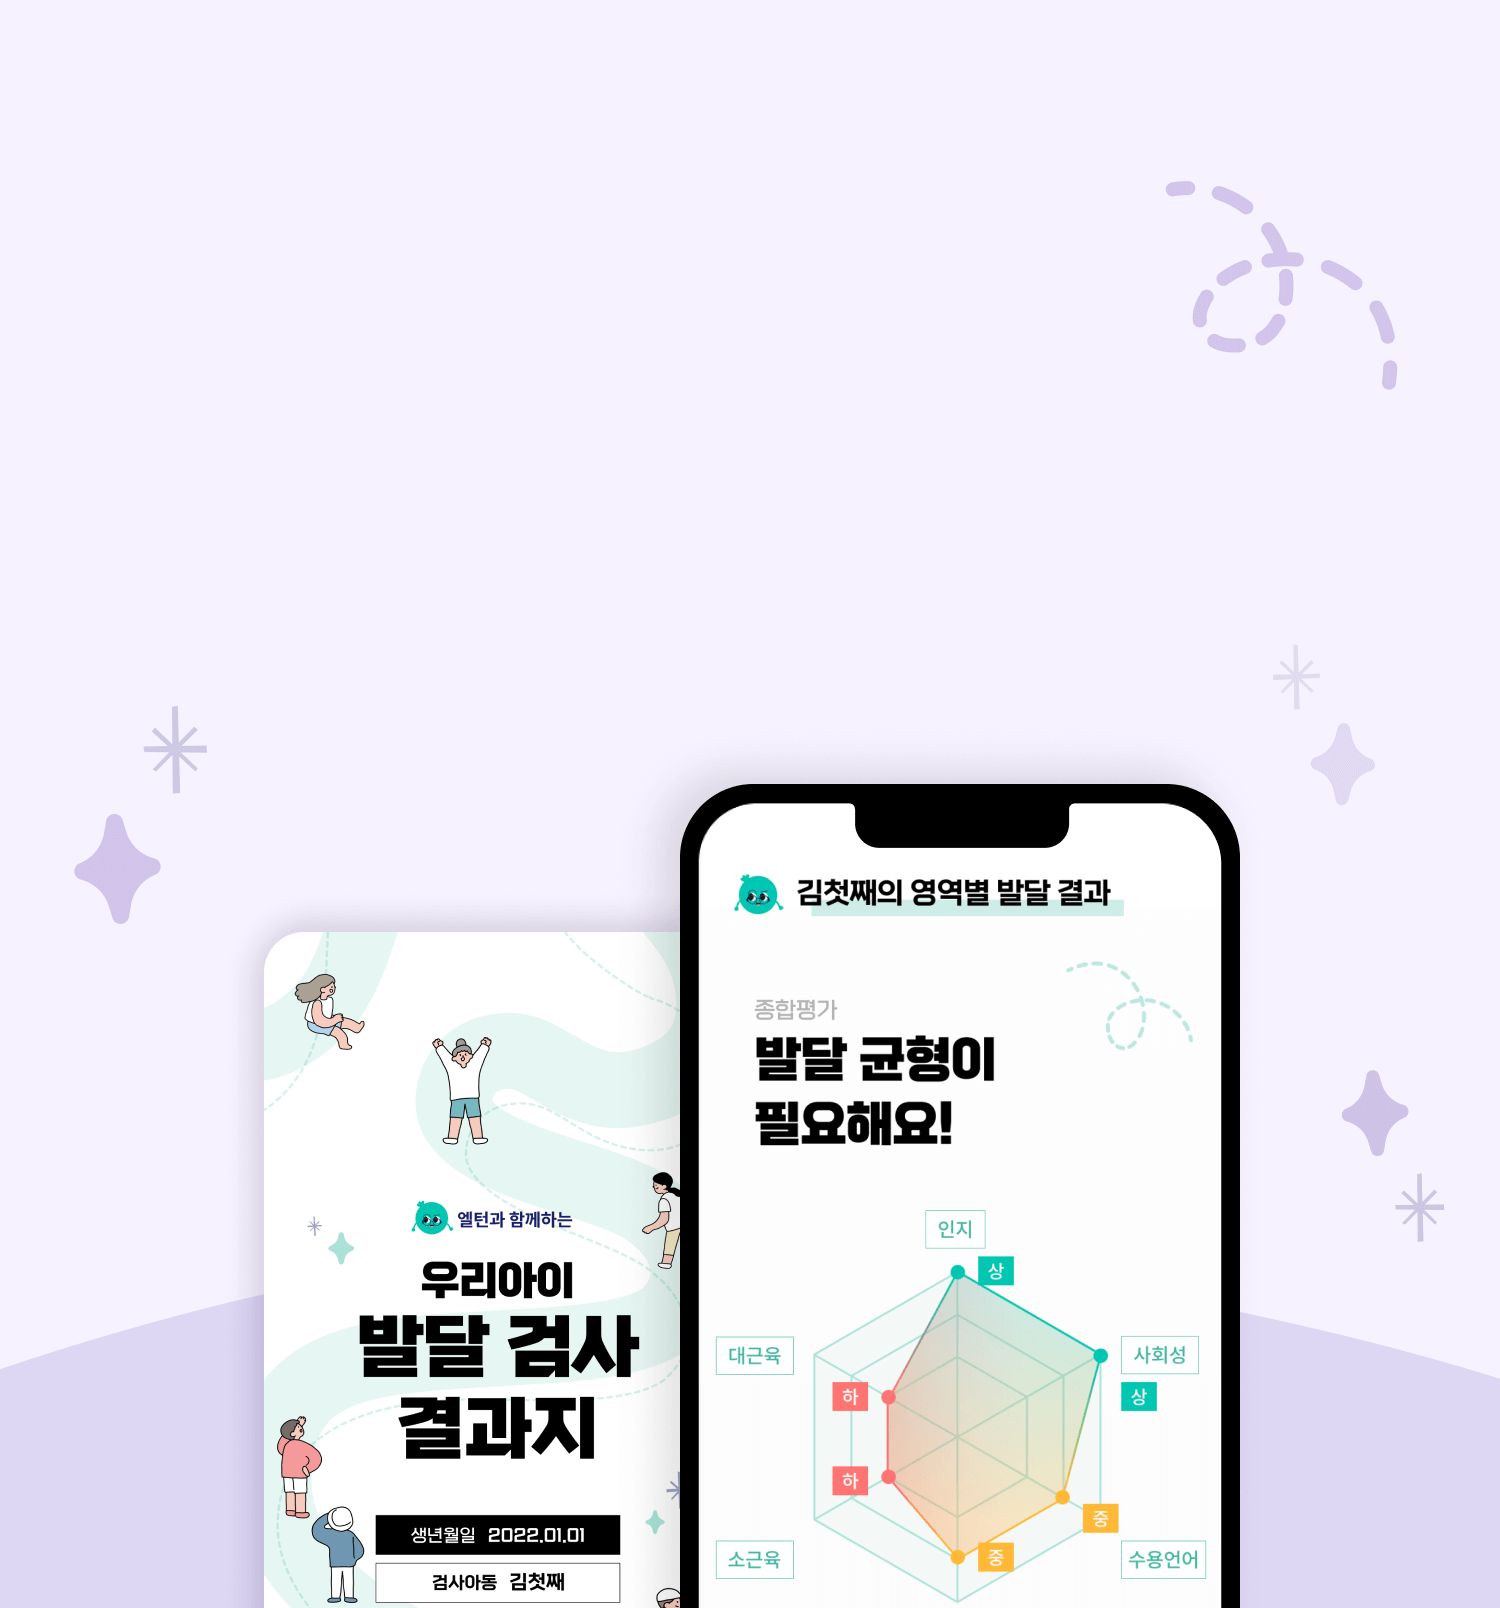 엘턴과 함께하는
우리아이
발달 검사
결과지
생년월일 2022.01.01
검사아동 김첫째
김첫째의 영역별 발달 결과
종합평가
발달 균형이
필요해요!
인지
상
대근육
사회성
하
상
하
중
중
소근육
수용언어